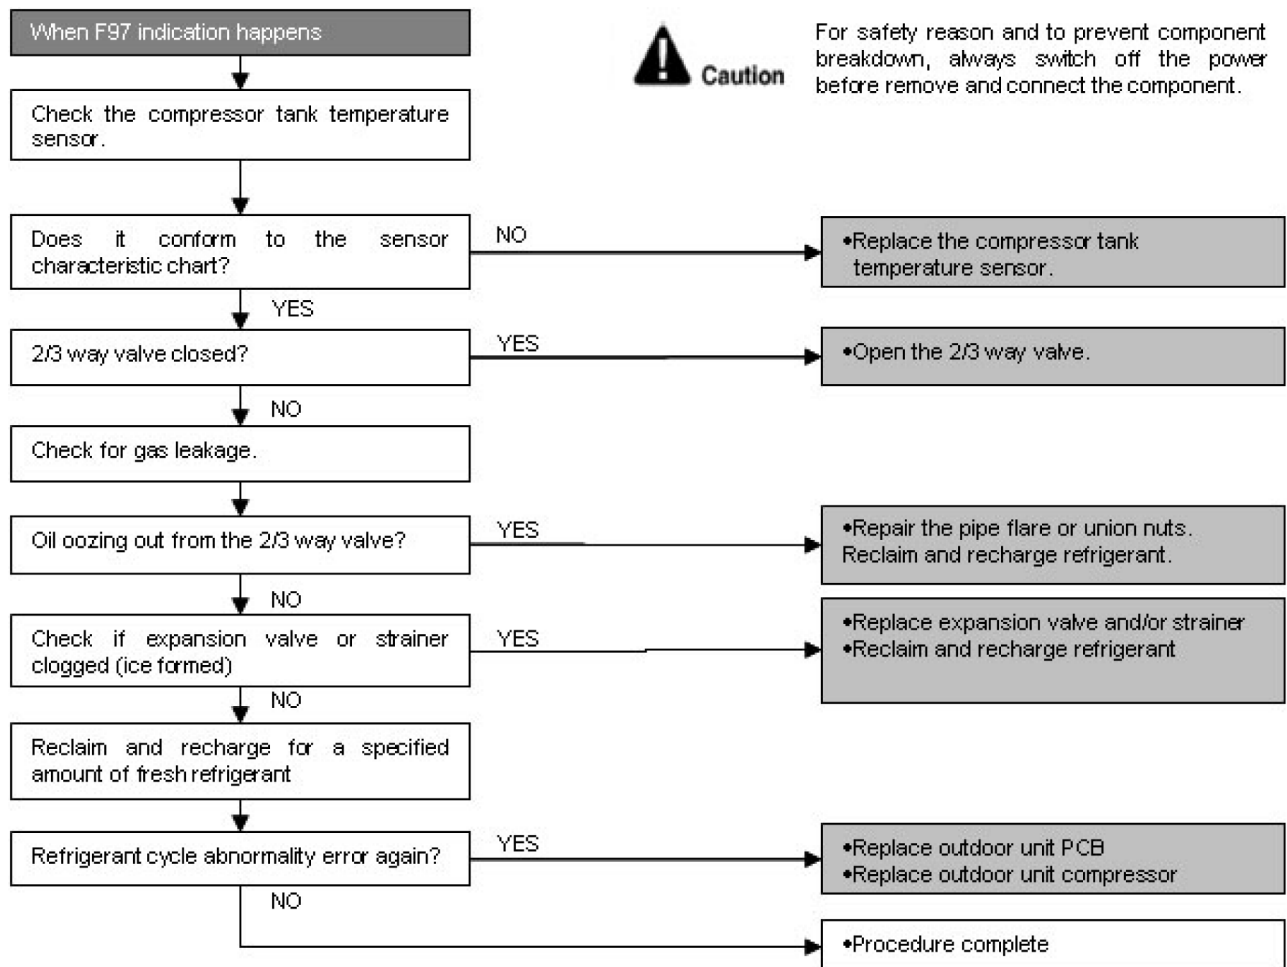 When F97 indication happens
Caution
For safety reason and to prevent component
breakdown, always switch off the power
before remove and connect the component.
Check the compressor tank temperature
sensor.
Does it conform to the sensor
characteristic chart?
NO
•Replace the compressor tank
temperature sensor.
YES
2/3 way valve closed?
YES
•Open the 2/3 way valve.
NO
Check for gas leakage.
Oil oozing out from the 2/3 way valve?
YES
•Repair the pipe flare or union nuts.
Reclaim and recharge refrigerant.
NO
Check if expansion valve or strainer
clogged (ice formed)
YES
•Replace expansion valve and/or strainer
•Reclaim and recharge refrigerant
NO
Reclaim and recharge for a specified
amount of fresh refrigerant
Refrigerant cycle abnormality error again?
YES
•Replace outdoor unit PCB
•Replace outdoor unit compressor
NO
•Procedure complete